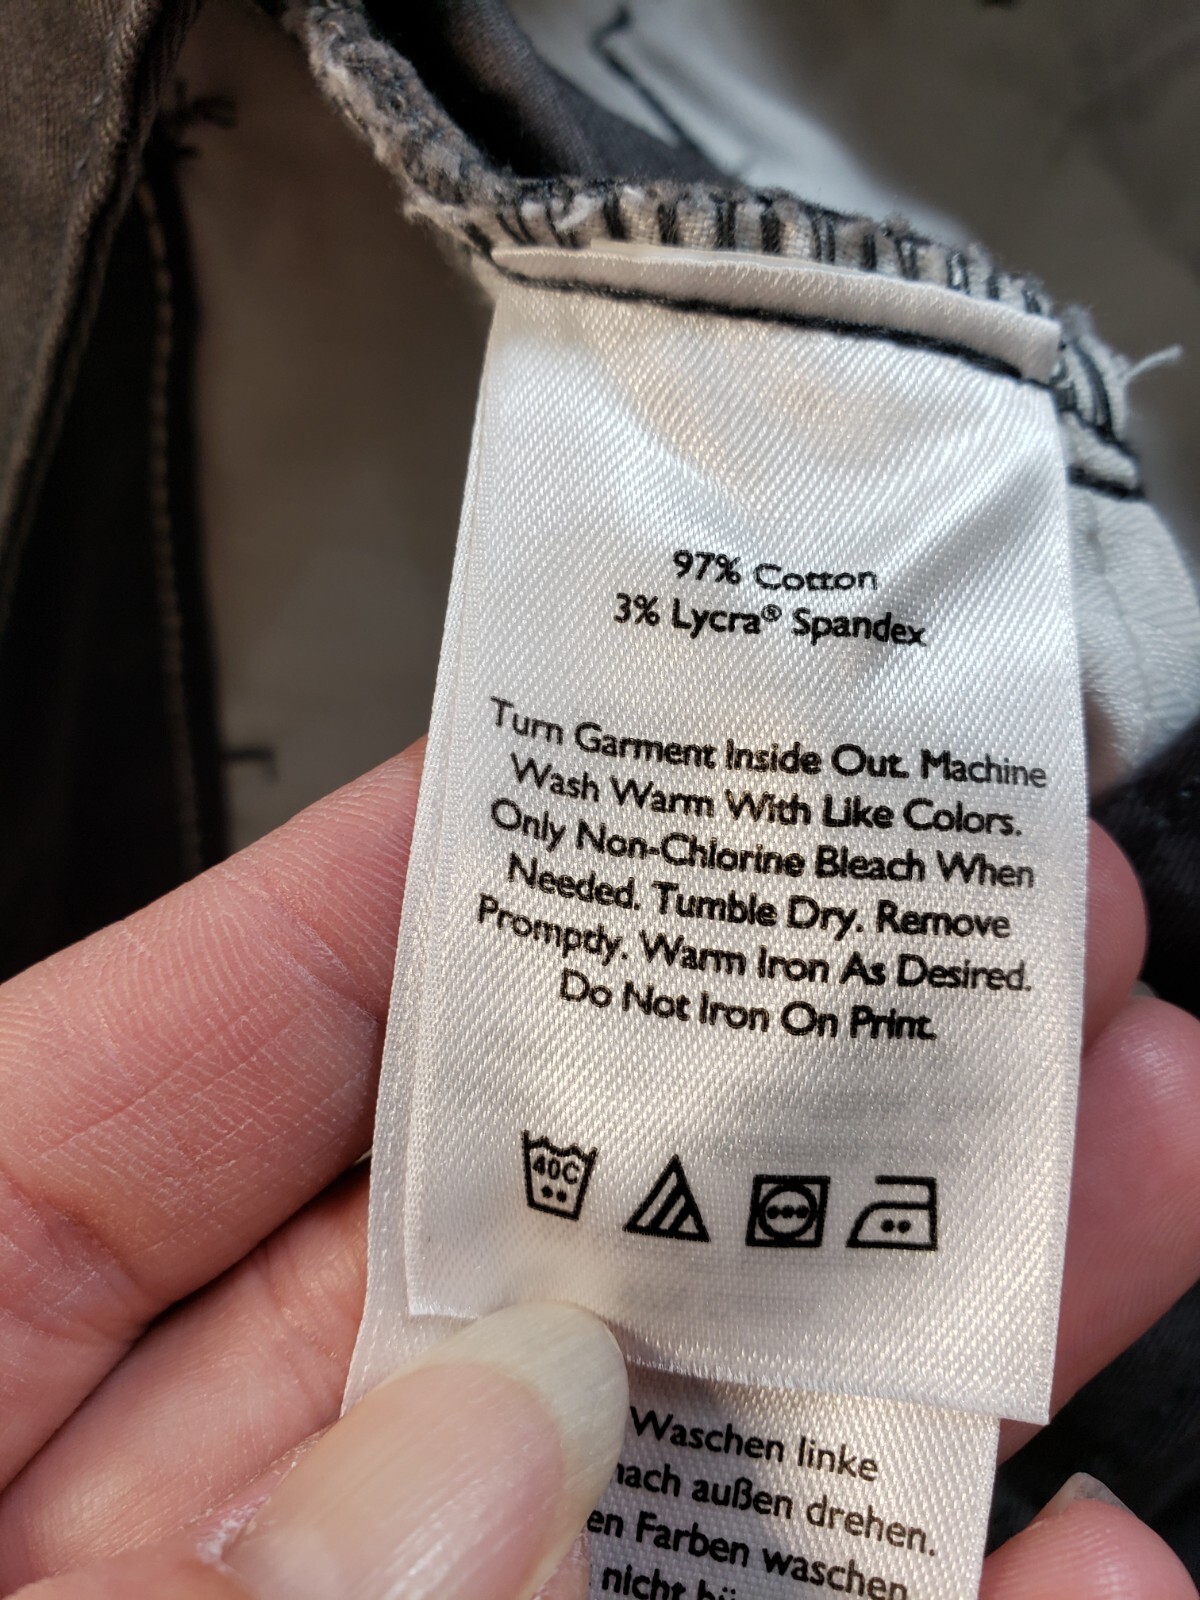 97% Cotton
3% Lycra® Spandex
Turn Garment Inside Out. Machine
Wash Warm With Like Colors.
Only Non-Chlorine Bleach When
Needed. Tumble Dry. Remove
Promptly. Warm Iron As Desired.
Do Not Iron On Print.
40C
Waschen linke
nach außen drehen.
en Farben waschen
nicht